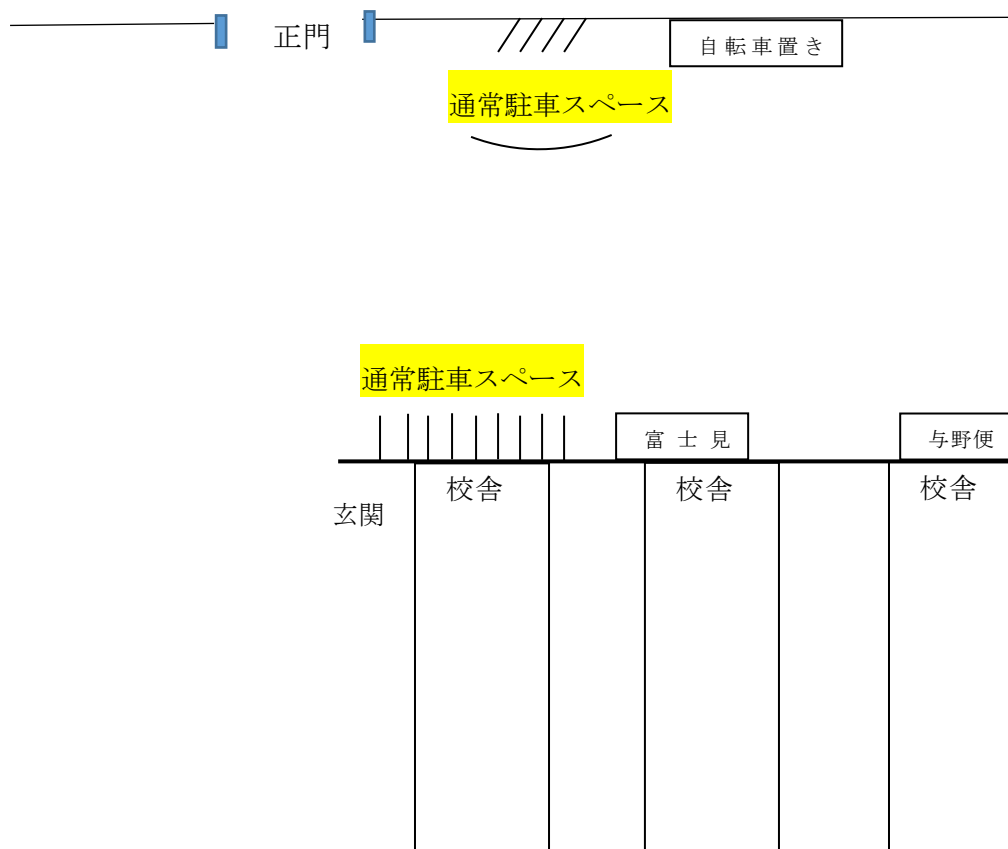 正門
自転車置き
通常駐車スペース
通常駐車スペース
富士見
与野便
校舎
校舎
校舎
玄関